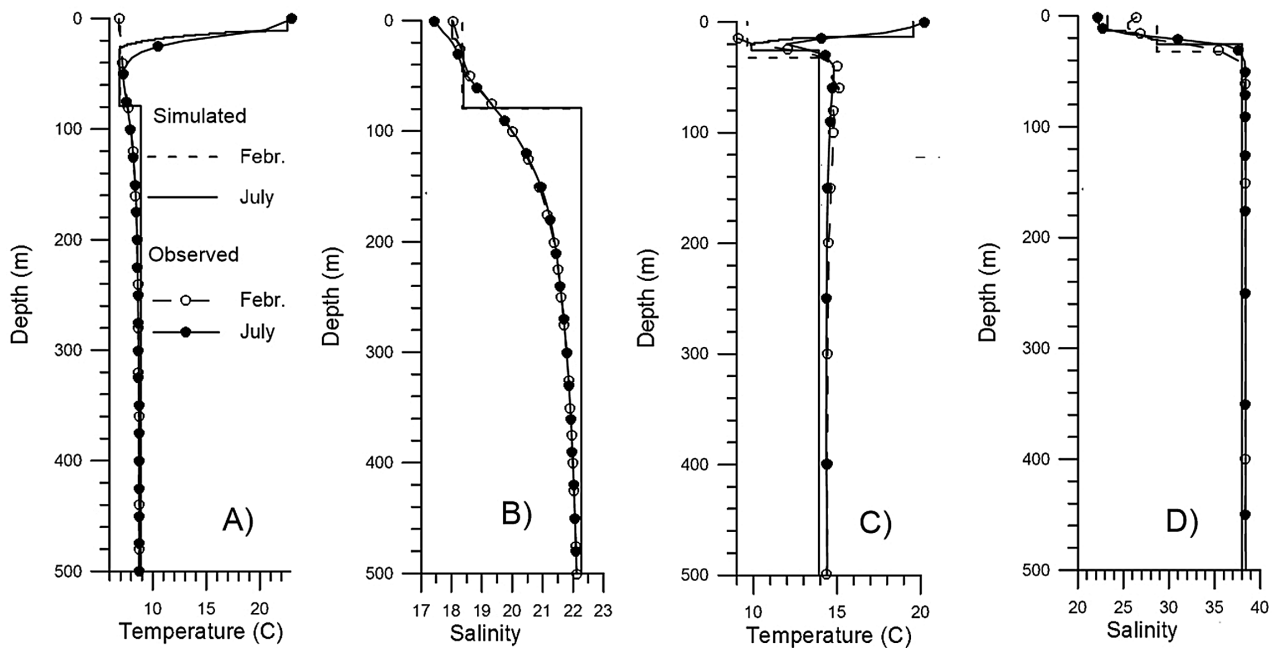 0
100
200
300
400
500
10
20
Depth (m)
Temperature (C)
Simulated
Febr.
July
Observed
Febr.
July
A)
0
100
200
300
400
500
17
18
19
20
21
22
23
Depth (m)
Salinity
B)
0
100
200
300
400
500
10
15
20
Depth (m)
Temperature (C)
C)
0
100
200
300
400
500
20
25
30
35
40
Depth (m)
Salinity
D)